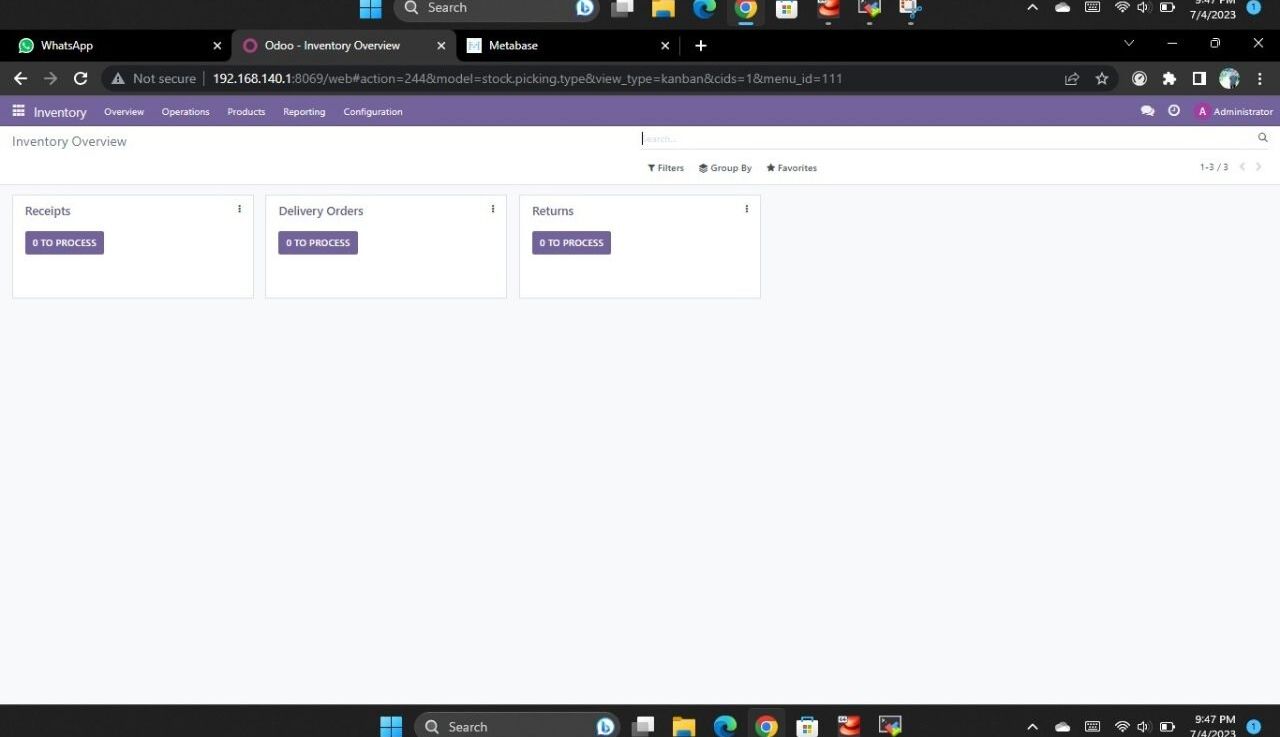 Search
9:47 PM
7/4/2023
1
WhatsApp
Odoo - Inventory Overview
Metabase
Not secure
192.168.140.1:8069/web#action=244&model=stock.picking.type&view_type=kanban&cids=1&menu_id=111
Inventory
Overview
Operations
Products
Reporting
Configuration
A
Administrator
Inventory Overview
Search...
Filters
Group By
Favorites
1-3 / 3
Receipts
Delivery Orders
Returns
0 TO PROCESS
0 TO PROCESS
0 TO PROCESS
Search
9:47 PM
7/4/2023
1